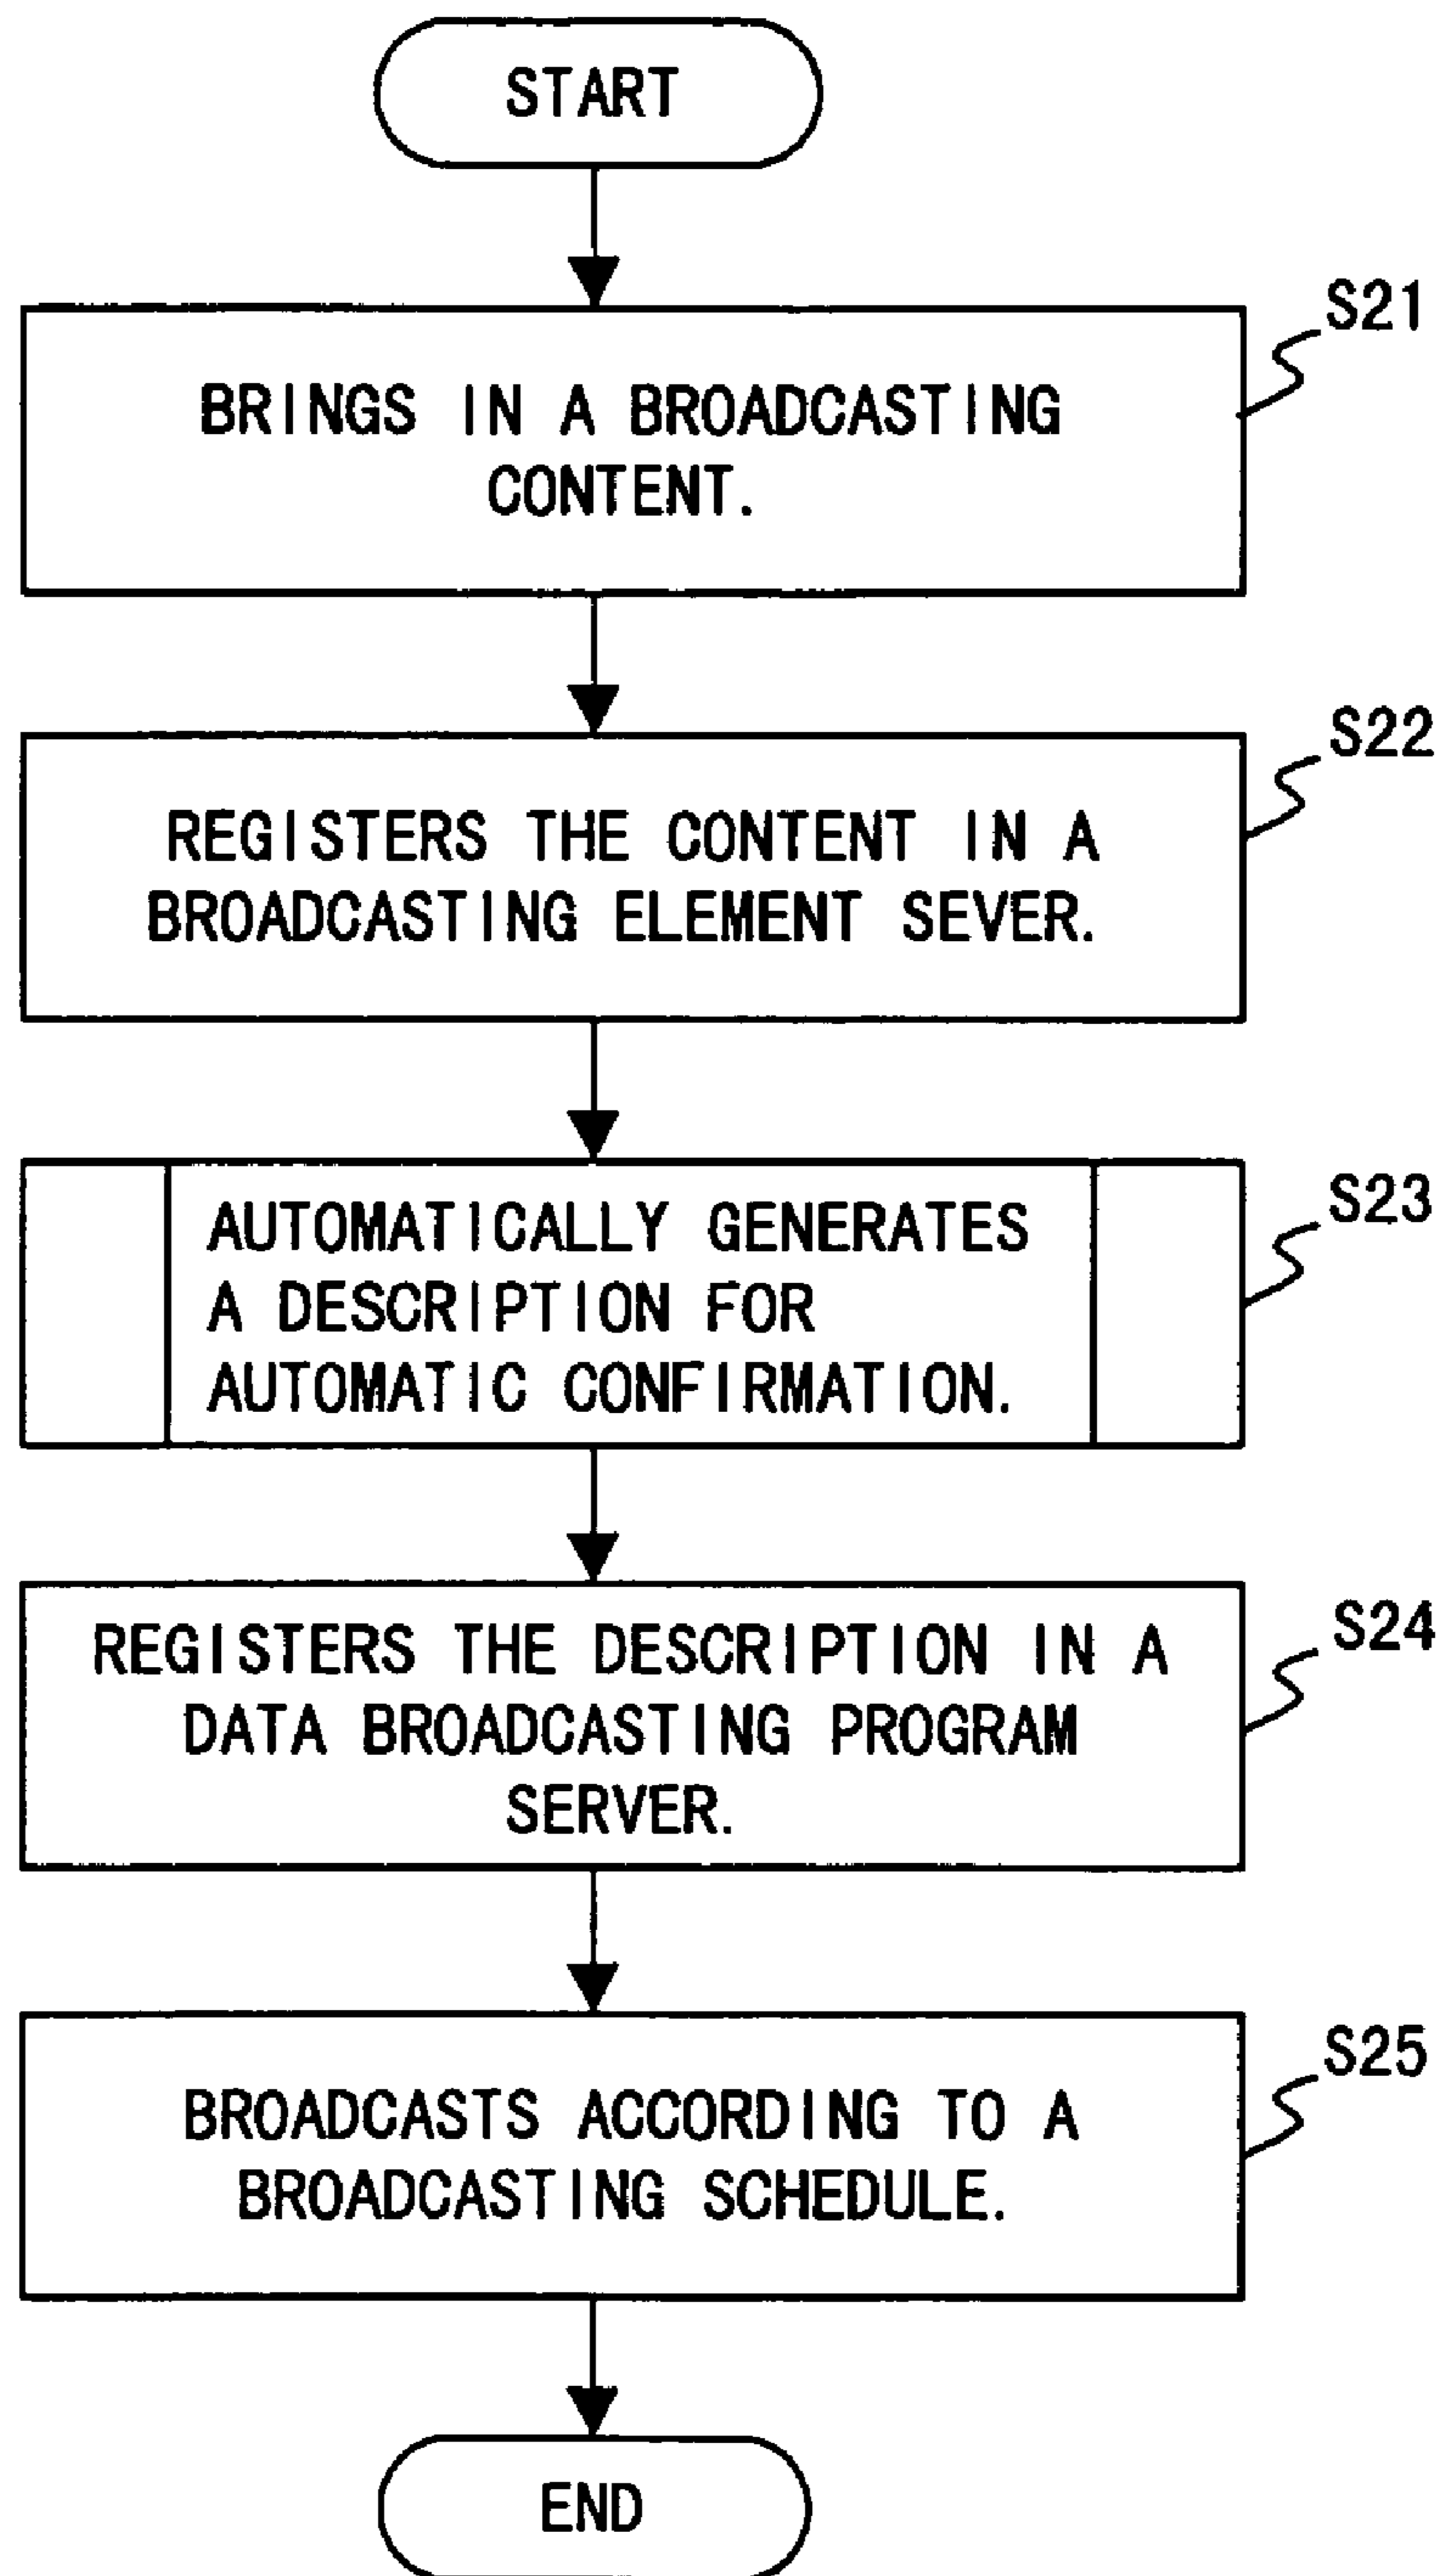 START
S21
BRINGS IN A BROADCASTING
CONTENT.
S22
REGISTERS THE CONTENT IN A
BROADCASTING ELEMENT SEVER.
S23
AUTOMATICALLY GENERATES
A DESCRIPTION FOR
AUTOMATIC CONFIRMATION.
S24
REGISTERS THE DESCRIPTION IN A
DATA BROADCASTING PROGRAM
SERVER.
S25
BROADCASTS ACCORDING TO A
BROADCASTING SCHEDULE.
END